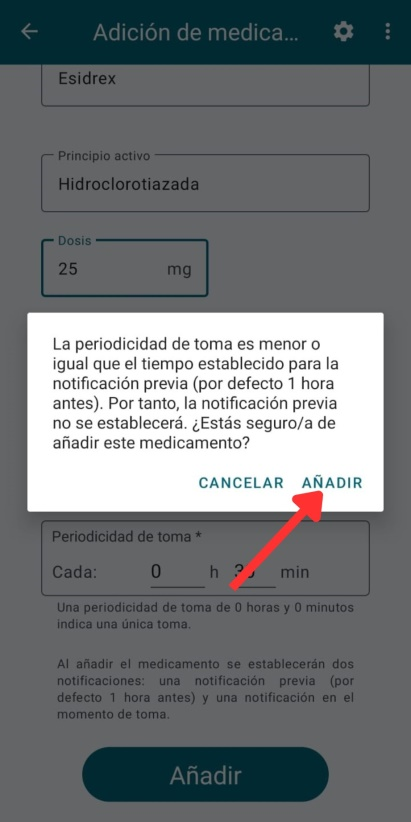 Adición de medica...
Esidrex
Principio activo
Hidroclorotiazada
Dosis
25 mg
La periodicidad de toma es menor o
igual que el tiempo establecido para la
notificación previa (por defecto 1 hora
antes). Por tanto, la notificación previa
no se establecerá. ¿Estás seguro/a de
añadir este medicamento?
CANCELAR AÑADIR
Periodicidad de toma *
Cada: 0 h 30 min
Una periodicidad de toma de 0 horas y 0 minutos
indica una única toma.
Al añadir el medicamento se establecerán dos
notificaciones: una notificación previa (por
defecto 1 hora antes) y una notificación en el
momento de toma.
Añadir